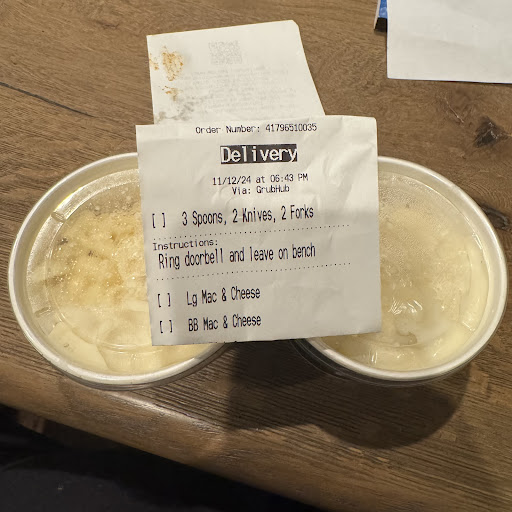 Order Number: 41796510035
Delivery
11/12/24 at 06:43 PM
Via: GrubHub
[ ] 3 Spoons, 2 Knives, 2 Forks
Instructions:
Ring doorbell and leave on bench
[ ] Lg Mac & Cheese
[ ] BB Mac & Cheese